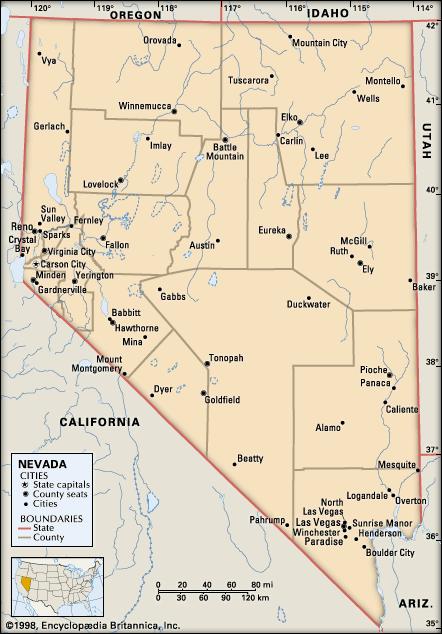 120° OREGON 118° 117° 116° IDAHO 115° 114°
42°
Orovada
Mountain City
Vya
Tuscarora
Montello
Wells
Winnemucca
Elko
UTAH
41°
Gerlach
Imlay
Battle
Mountain
Carlin
Lee
Lovelock
40°
Sun
Valley
Fernley
Reno
Sparks
Crystal
Bay
Virginia City
Fallon
Austin
Eureka
McGill
Ruth
Ely
Carson City
Minden
Yerington
Gardnerville
39°
Baker
Gabbs
Duckwater
Babbitt
Hawthorne
Mina
Mount
Montgomery
Tonopah
38°
Pioche
Panaca
Dyer
Goldfield
Caliente
CALIFORNIA
Alamo
37°
Beatty
Mesquite
NEVADA
CITIES
State capitals
County seats
Cities
BOUNDARIES
State
County
Logandale
Overton
North
Las Vegas
Pahrump
Las Vegas
Sunrise Manor
Winchester
Henderson
Paradise
Boulder City
36°
0 20 40 60 80 mi
0 30 60 90 120 km
ARIZ.
35°
©1998, Encyclopædia Britannica, Inc.